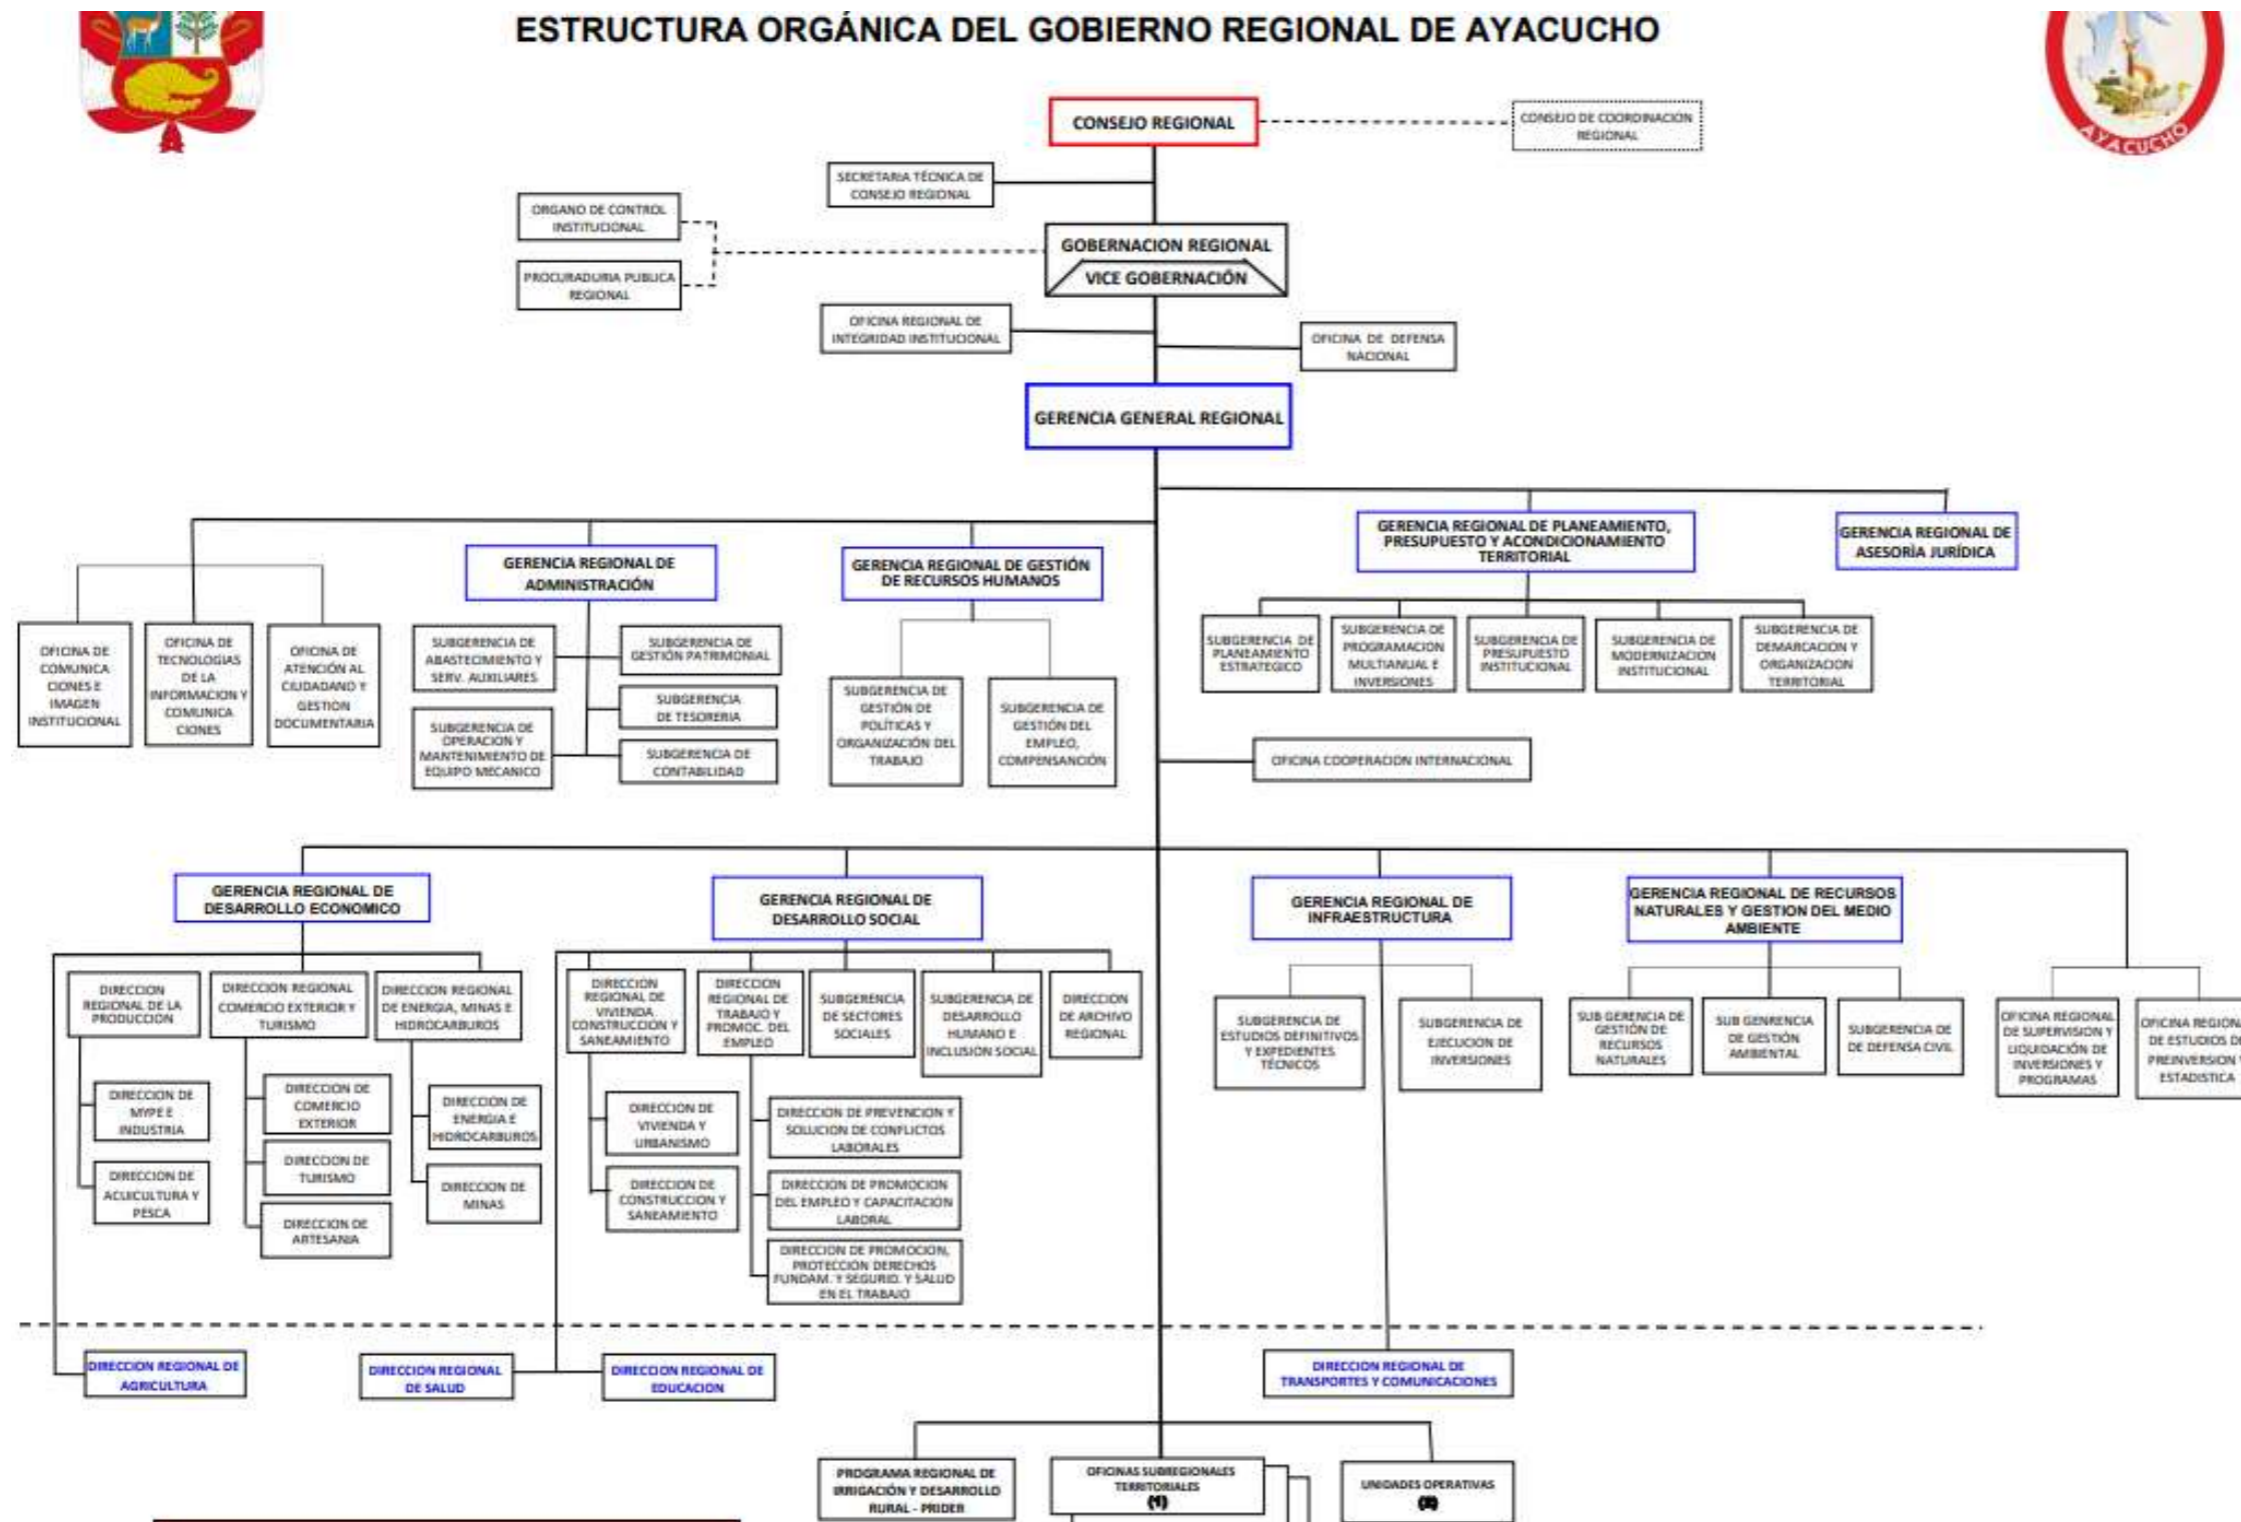 ESTRUCTURA ORGÁNICA DEL GOBIERNO REGIONAL DE AYACUCHO
AYACUCHO
CONSEJO REGIONAL
CONSEJO DE COORDINACION
REGIONAL
SECRETARIA TÉCNICA DE
CONSEJO REGIONAL
ORGANO DE CONTROL
INSTITUCIONAL
GOBERNACION REGIONAL
VICE GOBERNACIÓN
PROCURADURIA PUBLICA
REGIONAL
OFICINA REGIONAL DE
INTEGRIDAD INSTITUCIONAL
OFICINA DE DEFENSA
NACIONAL
GERENCIA GENERAL REGIONAL
GERENCIA REGIONAL DE
ADMINISTRACIÓN
GERENCIA REGIONAL DE GESTIÓN
DE RECURSOS HUMANOS
GERENCIA REGIONAL DE PLANEAMIENTO,
PRESUPUESTO Y ACONDICIONAMIENTO
TERRITORIAL
GERENCIA REGIONAL DE
ASESORÌA JURÍDICA
OFICINA DE
COMUNICA
CIONES E
IMAGEN
INSTITUCIONAL
OFICINA DE
TECNOLOGIAS
DE LA
INFORMACION Y
COMUNICA
CIONES
OFICINA DE
ATENCIÓN AL
CIUDADANO Y
GESTION
DOCUMENTARIA
SUBGERENCIA DE
ABASTECIMIENTO Y
SERV. AUXILIARES
SUBGERENCIA DE
GESTIÓN PATRIMONIAL
SUBGERENCIA
DE TESORERIA
SUBGERENCIA DE
OPERACION Y
MANTENIMIENTO DE
EQUIPO MECANICO
SUBGERENCIA DE
CONTABILIDAD
SUBGERENCIA DE
GESTIÓN DE
POLÍTICAS Y
ORGANIZACIÓN DEL
TRABAJO
SUBGERENCIA DE
GESTIÓN DEL
EMPLEO,
COMPENSANCIÓN
SUBGERENCIA DE
PLANEAMIENTO
ESTRATEGICO
SUBGERENCIA DE
PROGRAMACION
MULTIANUAL E
INVERSIONES
SUBGERENCIA DE
PRESUPUESTO
INSTITUCIONAL
SUBGERENCIA DE
MODERNIZACION
INSTITUCIONAL
SUBGERENCIA DE
DEMARCACION Y
ORGANIZACION
TERRITORIAL
OFICINA COOPERACION INTERNACIONAL
GERENCIA REGIONAL DE
DESARROLLO ECONOMICO
GERENCIA REGIONAL DE
DESARROLLO SOCIAL
GERENCIA REGIONAL DE
INFRAESTRUCTURA
GERENCIA REGIONAL DE RECURSOS
NATURALES Y GESTION DEL MEDIO
AMBIENTE
DIRECCION
REGIONAL DE LA
PRODUCCION
DIRECCION REGIONAL
COMERCIO EXTERIOR Y
TURISMO
DIRECCION REGIONAL
DE ENERGIA, MINAS E
HIDROCARBUROS
DIRECCION
REGIONAL DE
VIVIENDA
CONSTRUCCION Y
SANEAMIENTO
DIRECCION
REGIONAL DE
TRABAJO Y
PROMOC. DEL
EMPLEO
SUBGERENCIA
DE SECTORES
SOCIALES
SUBGERENCIA DE
DESARROLLO
HUMANO E
INCLUSION SOCIAL
DIRECCION
DE ARCHIVO
REGIONAL
SUBGERENCIA DE
ESTUDIOS DEFINITIVOS
Y EXPEDIENTES
TÉCNICOS
SUBGERENCIA DE
EJECUCION DE
INVERSIONES
SUB GERENCIA DE
GESTIÓN DE
RECURSOS
NATURALES
SUB GENRENCIA
DE GESTIÓN
AMBIENTAL
SUBGERENCIA DE
DE DEFENSA CIVIL
OFICINA REGIONAL
DE SUPERVISION Y
LIQUIDACIÓN DE
INVERSIONES Y
PROGRAMAS
OFICINA REGION
DE ESTUDIOS D
PREINVERSION
ESTADISTICA
DIRECCION DE
MYPE E
INDUSTRIA
DIRECCION DE
ACUICULTURA Y
PESCA
DIRECCION DE
COMERCIO
EXTERIOR
DIRECCION DE
TURISMO
DIRECCION DE
ARTESANIA
DIRECCION DE
ENERGIA E
HIDROCARBUROS
DIRECCION DE
MINAS
DIRECCION DE
VIVIENDA Y
URBANISMO
DIRECCION DE
CONSTRUCCION Y
SANEAMIENTO
DIRECCION DE PREVENCION Y
SOLUCION DE CONFLICTOS
LABORALES
DIRECCION DE PROMOCION
DEL EMPLEO Y CAPACITACION
LABORAL
DIRECCION DE PROMOCION,
PROTECCIÓN DERECHOS
FUNDAM. Y SEGURID. Y SALUD
EN EL TRABAJO
DIRECCION REGIONAL DE
AGRICULTURA
DIRECCION REGIONAL
DE SALUD
DIRECCION REGIONAL DE
EDUCACION
DIRECCION REGIONAL DE
TRANSPORTES Y COMUNICACIONES
PROGRAMA REGIONAL DE
IRRIGACIÓN Y DESARROLLO
RURAL - PRIDER
OFICINAS SUBREGIONALES
TERRITORIALES
(1)
UNIDADES OPERATIVAS
(2)